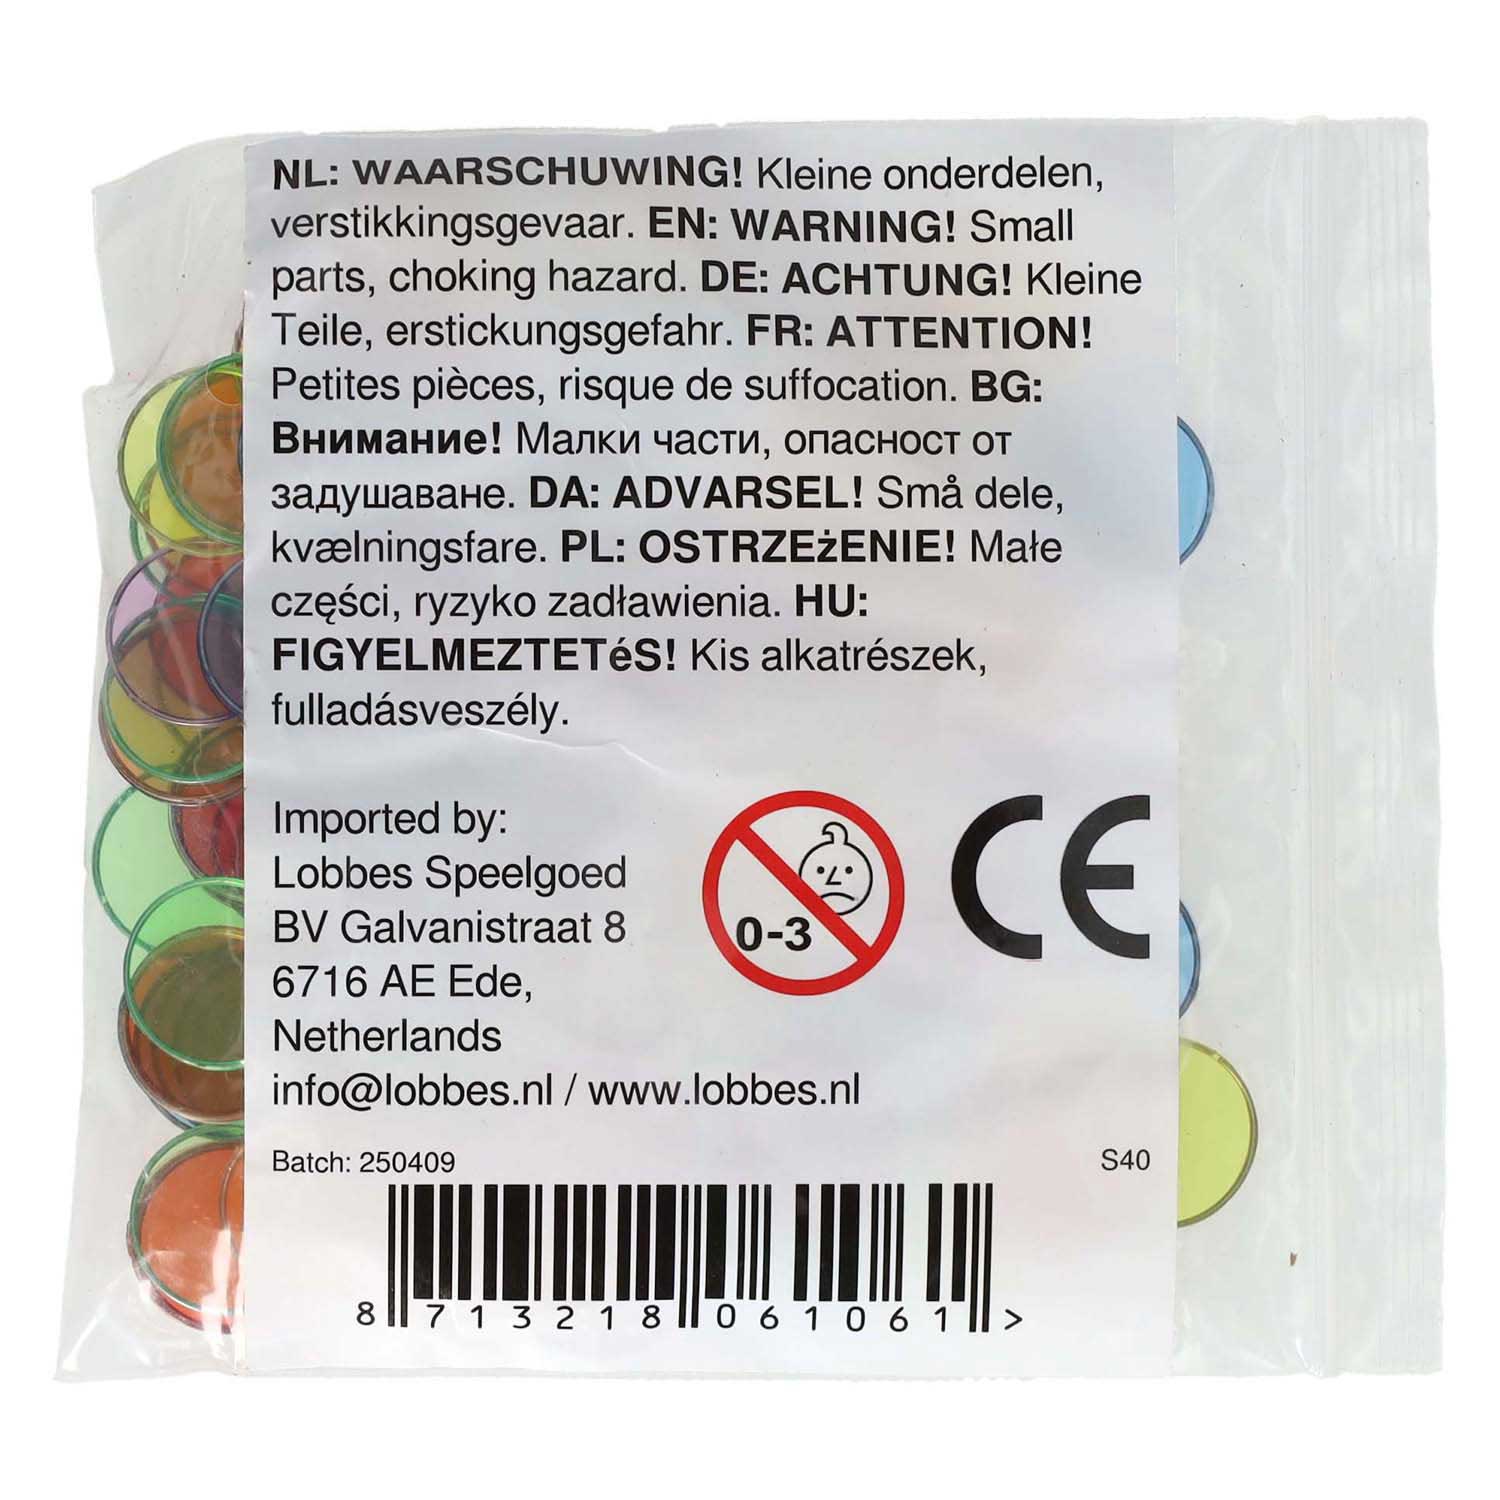 NL: WAARSCHUWING! Kleine onderdelen,
verstikkingsgevaar. EN: WARNING! Small
parts, choking hazard. DE: ACHTUNG! Kleine
Teile, erstickungsgefahr. FR: ATTENTION!
Petites pièces, risque de suffocation. BG:
Внимание! Малки части, опасност от
задушаване. DA: ADVARSEL! Små dele,
kvælningsfare. PL: OSTRZEżENIE! Małe
części, ryzyko zadławienia. HU:
FIGYELMEZTETéS! Kis alkatrészek,
fulladásveszély.
Imported by:
Lobbes Speelgoed
BV Galvanistraat 8
6716 AE Ede,
Netherlands
info@lobbes.nl / www.lobbes.nl
0-3
CE
Batch: 250409
S40
8 713218 061061 >